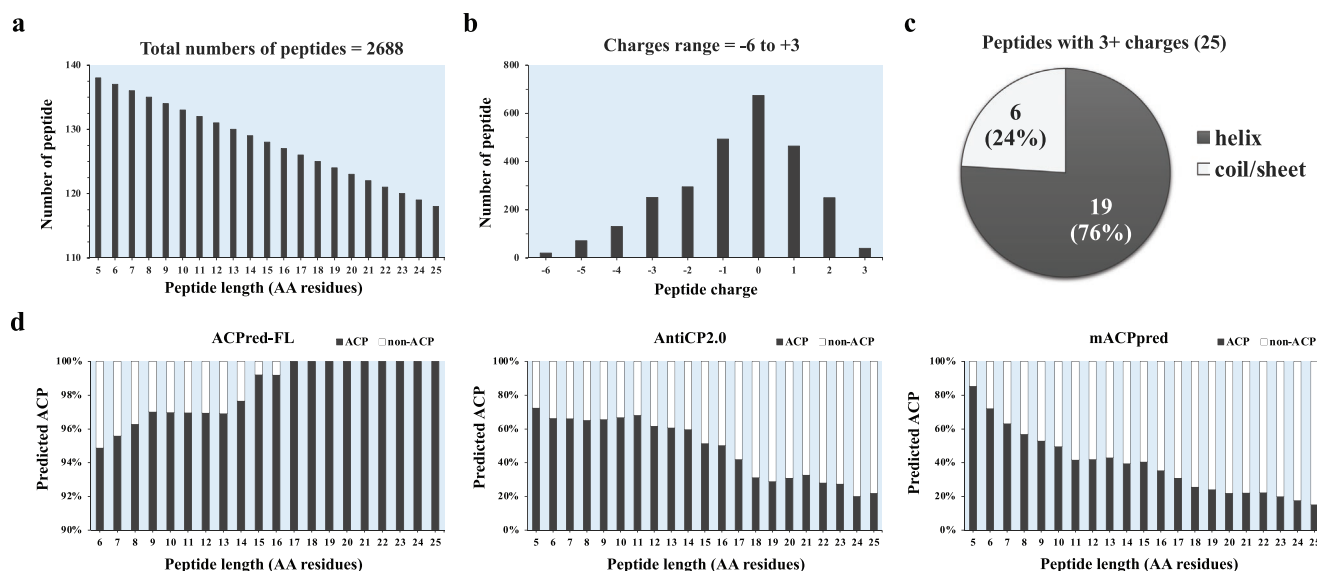 a
Total numbers of peptides = 2688
Number of peptide
140
130
120
110
5 6 7 8 9 10 11 12 13 14 15 16 17 18 19 20 21 22 23 24 25
Peptide length (AA residues)
b
Charges range = -6 to +3
Number of peptide
800
600
400
200
0
-6 -5 -4 -3 -2 -1 0 1 2 3
Peptide charge
c
Peptides with 3+ charges (25)
6
(24%)
19
(76%)
helix
coil/sheet
d
ACPred-FL
ACP non-ACP
Predicted ACP
100%
98%
96%
94%
92%
90%
6 7 8 9 10 11 12 13 14 15 16 17 18 19 20 21 22 23 24 25
Peptide length (AA residues)
AntiCP2.0
ACP non-ACP
Predicted ACP
100%
80%
60%
40%
20%
0%
5 6 7 8 9 10 11 12 13 14 15 16 17 18 19 20 21 22 23 24 25
Peptide length (AA residues)
mACPpred
ACP non-ACP
Predicted ACP
100%
80%
60%
40%
20%
0%
5 6 7 8 9 10 11 12 13 14 15 16 17 18 19 20 21 22 23 24 25
Peptide length (AA residues)